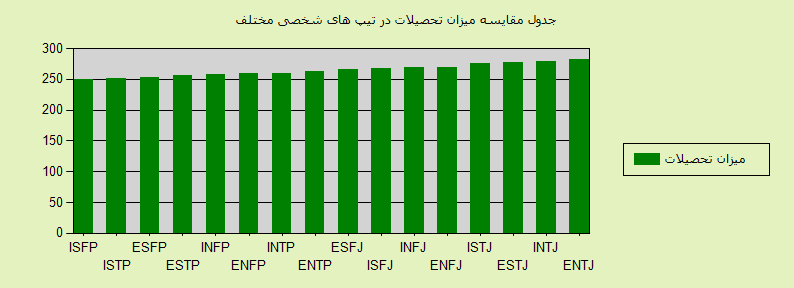 جدول مقایسه میزان تحصیلات در تیپ های شخصی مختلف
300
250
200
150
100
50
0
ISFP ESFP INFP INTP ESFJ INFJ ISTJ INTJ
ISTP ESTP ENFP ENTP ISFJ ENFJ ESTJ ENTJ
میزان تحصیلات